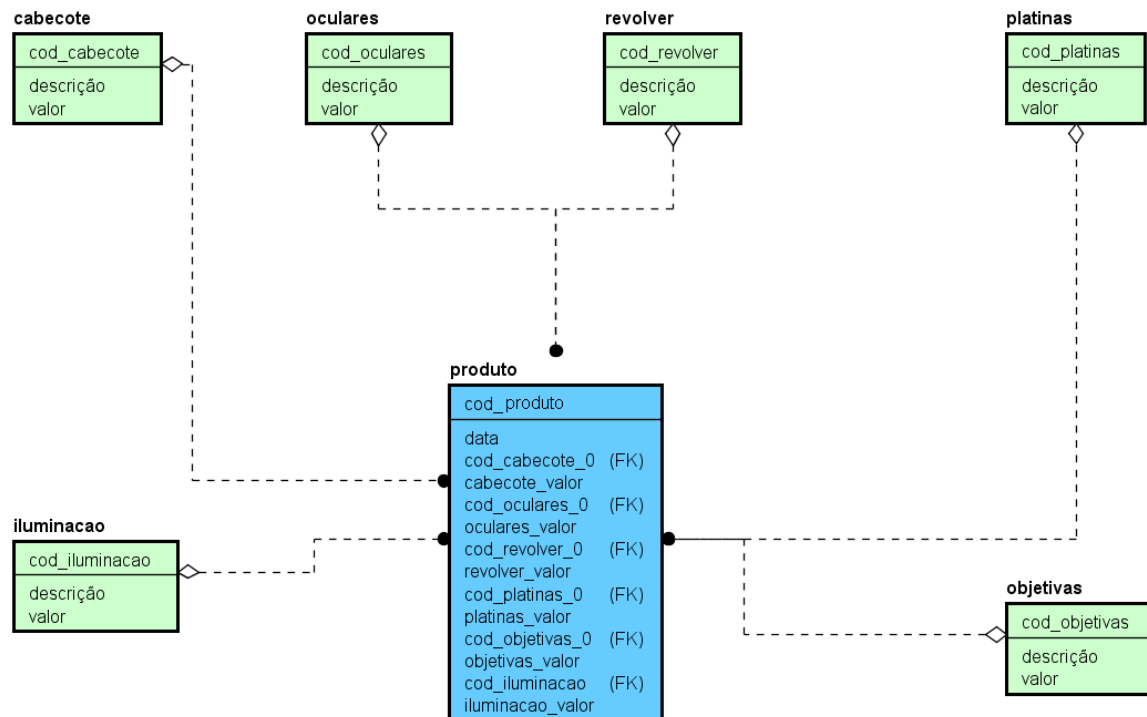 cabecote
cod_cabecote
descrição
valor
oculares
cod_oculares
descrição
valor
revolver
cod_revolver
descrição
valor
platinas
cod_platinas
descrição
valor
produto
cod_produto
data
cod_cabecote_0 (FK)
cabecote_valor
cod_oculares_0 (FK)
oculares_valor
cod_revolver_0 (FK)
revolver_valor
cod_platinas_0 (FK)
platinas_valor
cod_objetivas_0 (FK)
objetivas_valor
cod_iluminacao (FK)
iluminacao_valor
iluminacao
cod_iluminacao
descrição
valor
objetivas
cod_objetivas
descrição
valor